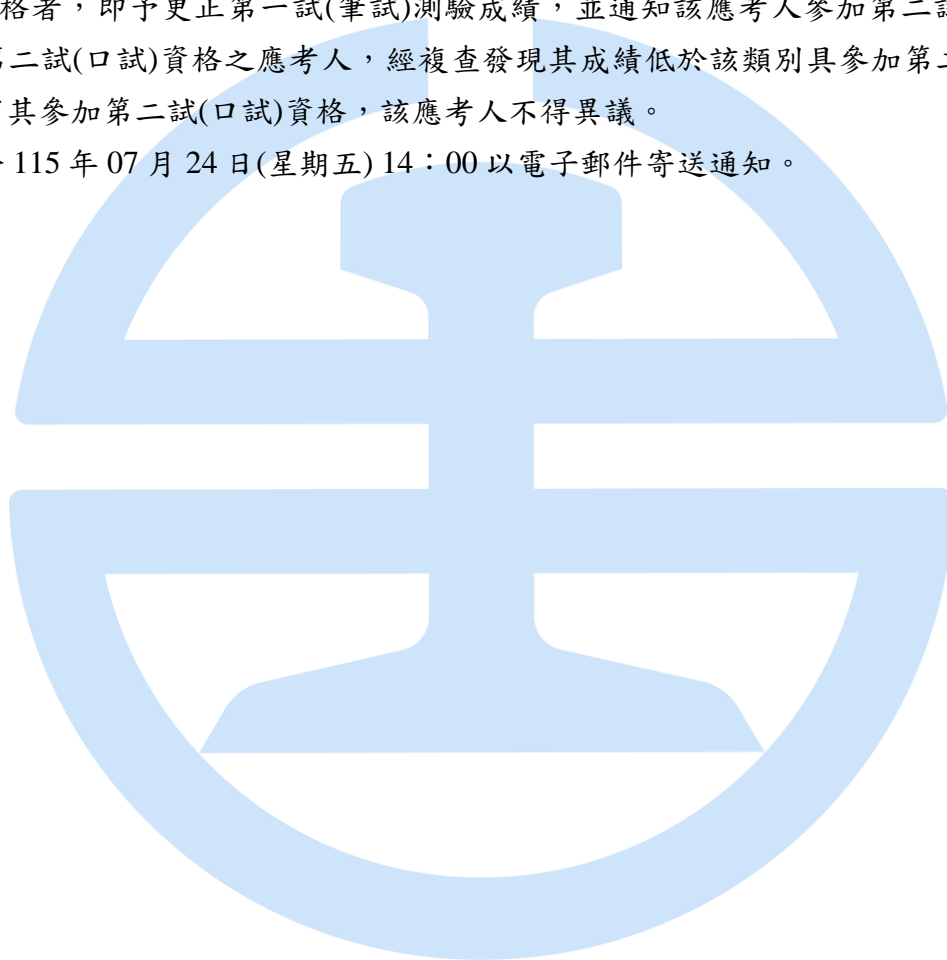 格者，即予更正第一試(筆試)測驗成績，並通知該應考人參加第二試
第二試(口試)資格之應考人，經複查發現其成績低於該類別具參加第二
其參加第二試(口試)資格，該應考人不得異議。
115 年 07 月 24 日(星期五) 14：00 以電子郵件寄送通知。